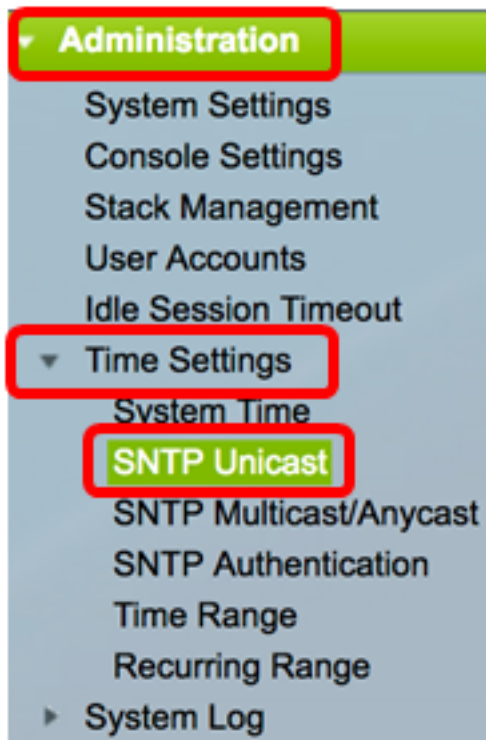 Administration
System Settings
Console Settings
Stack Management
User Accounts
Idle Session Timeout
Time Settings
System Time
SNTP Unicast
SNTP Multicast/Anycast
SNTP Authentication
Time Range
Recurring Range
System Log